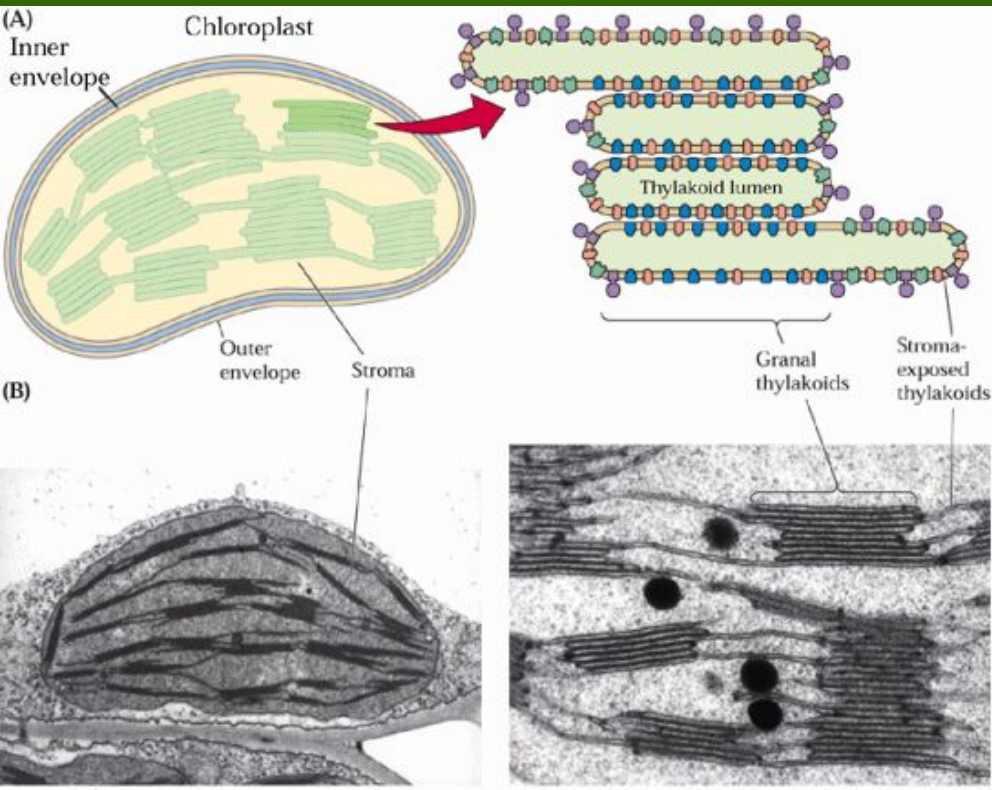 (A)
Chloroplast
Inner
envelope
Thylakoid lumen
Outer
envelope
Stroma
Granal
thylakoids
Stroma-
exposed
thylakoids
(B)